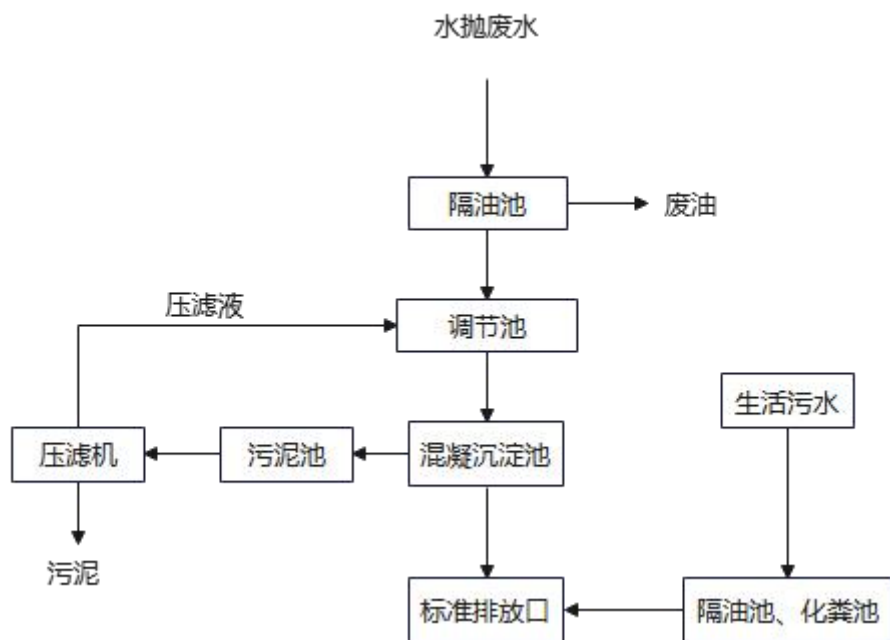 水抛废水
隔油池
废油
压滤液
调节池
生活污水
压滤机
污泥池
混凝沉淀池
污泥
标准排放口
隔油池、化粪池